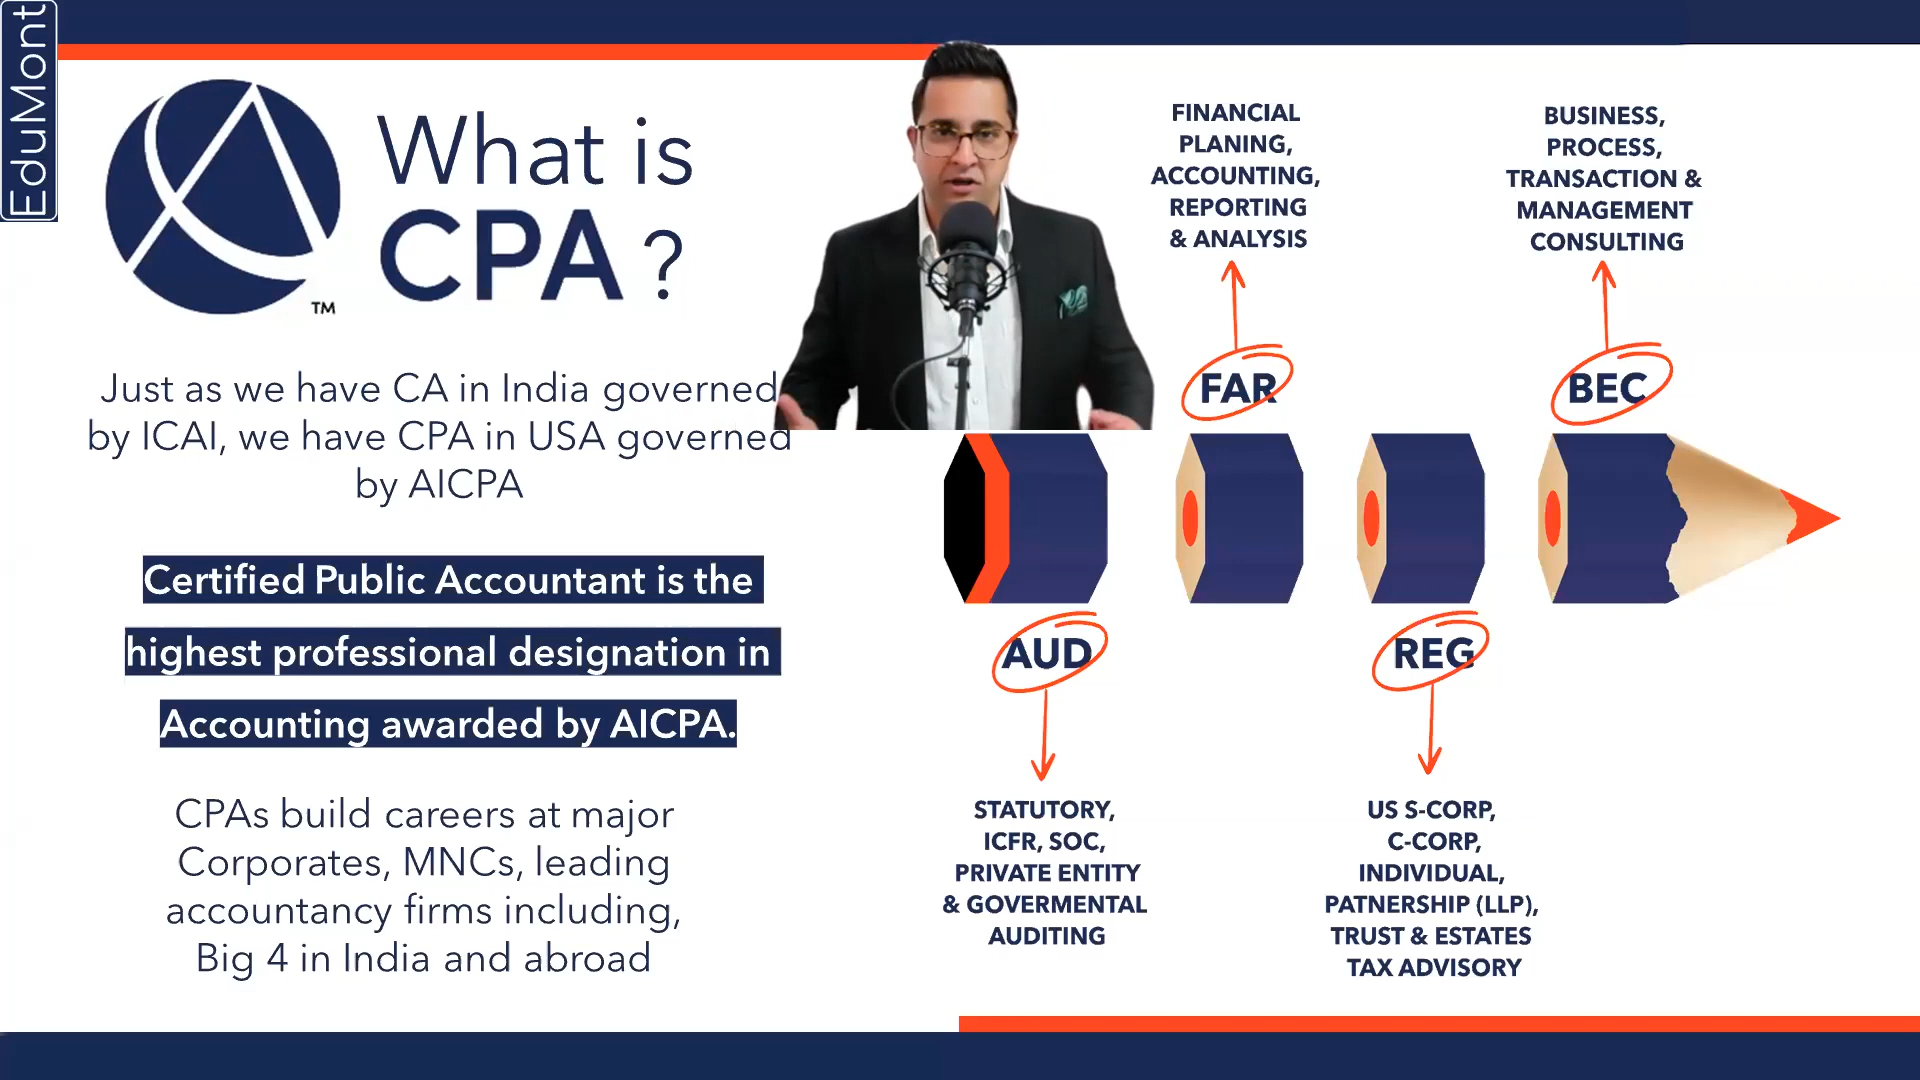 EduMont
What is
CPA ?
TM
Just as we have CA in India governed
by ICAI, we have CPA in USA governed
by AICPA
Certified Public Accountant is the
highest professional designation in
Accounting awarded by AICPA.
CPAs build careers at major
Corporates, MNCs, leading
accountancy firms including,
Big 4 in India and abroad
FINANCIAL
PLANING,
ACCOUNTING,
REPORTING
& ANALYSIS
FAR
BUSINESS,
PROCESS,
TRANSACTION &
MANAGEMENT
CONSULTING
BEC
AUD
STATUTORY,
ICFR, SOC,
PRIVATE ENTITY
& GOVERMENTAL
AUDITING
REG
US S-CORP,
C-CORP,
INDIVIDUAL,
PATNERSHIP (LLP),
TRUST & ESTATES
TAX ADVISORY